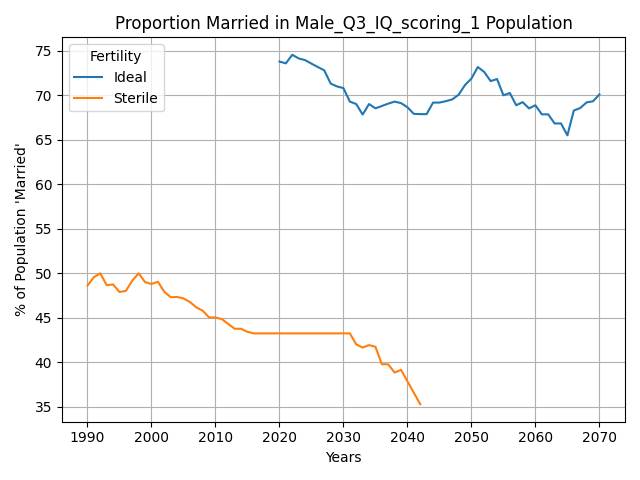 Proportion Married in Male_Q3_IQ_scoring_1 Population
Fertility
Ideal
Sterile
% of Population 'Married'
75
70
65
60
55
50
45
40
35
1990 2000 2010 2020 2030 2040 2050 2060 2070
Years